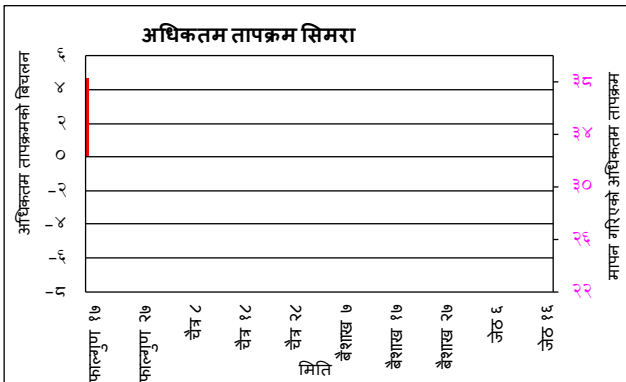 अधिकतम तापक्रम सिमरा
अधिकतम तापक्रमको बिचलन
६
४
२
०
-२
-४
-६
-८
३८
३४
३०
२६
२२
मापन गरिएको अधिकतम तापक्रम
फाल्गुण १७
फाल्गुण २७
चैत्र ८
चैत्र १८
चैत्र २८
बैशाख ७
बैशाख १७
बैशाख २७
जेठ ६
जेठ १६
मिति